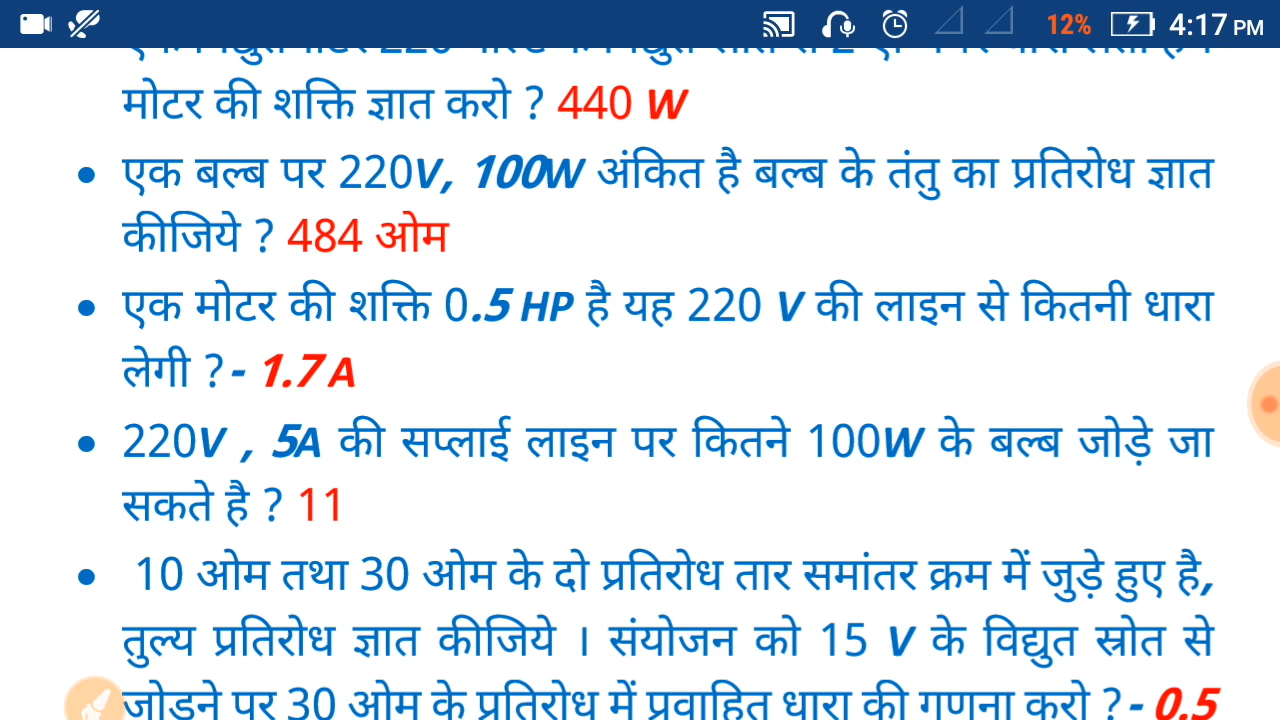 12% 4:17 PM
मोटर की शक्ति ज्ञात करो ? 440 W
• एक बल्ब पर 220V, 100W अंकित है बल्ब के तंतु का प्रतिरोध ज्ञात
कीजिये ? 484 ओम
• एक मोटर की शक्ति 0.5 HP है यह 220 V की लाइन से कितनी धारा
लेगी ?- 1.7 A
• 220V , 5A की सप्लाई लाइन पर कितने 100W के बल्ब जोड़े जा
सकते है ? 11
• 10 ओम तथा 30 ओम के दो प्रतिरोध तार समांतर क्रम में जुड़े हुए है,
तुल्य प्रतिरोध ज्ञात कीजिये । संयोजन को 15 V के विद्युत स्रोत से
जोड़ने पर 30 ओम के प्रतिरोध में प्रवाहित धारा की गणना करो ?- 0.5